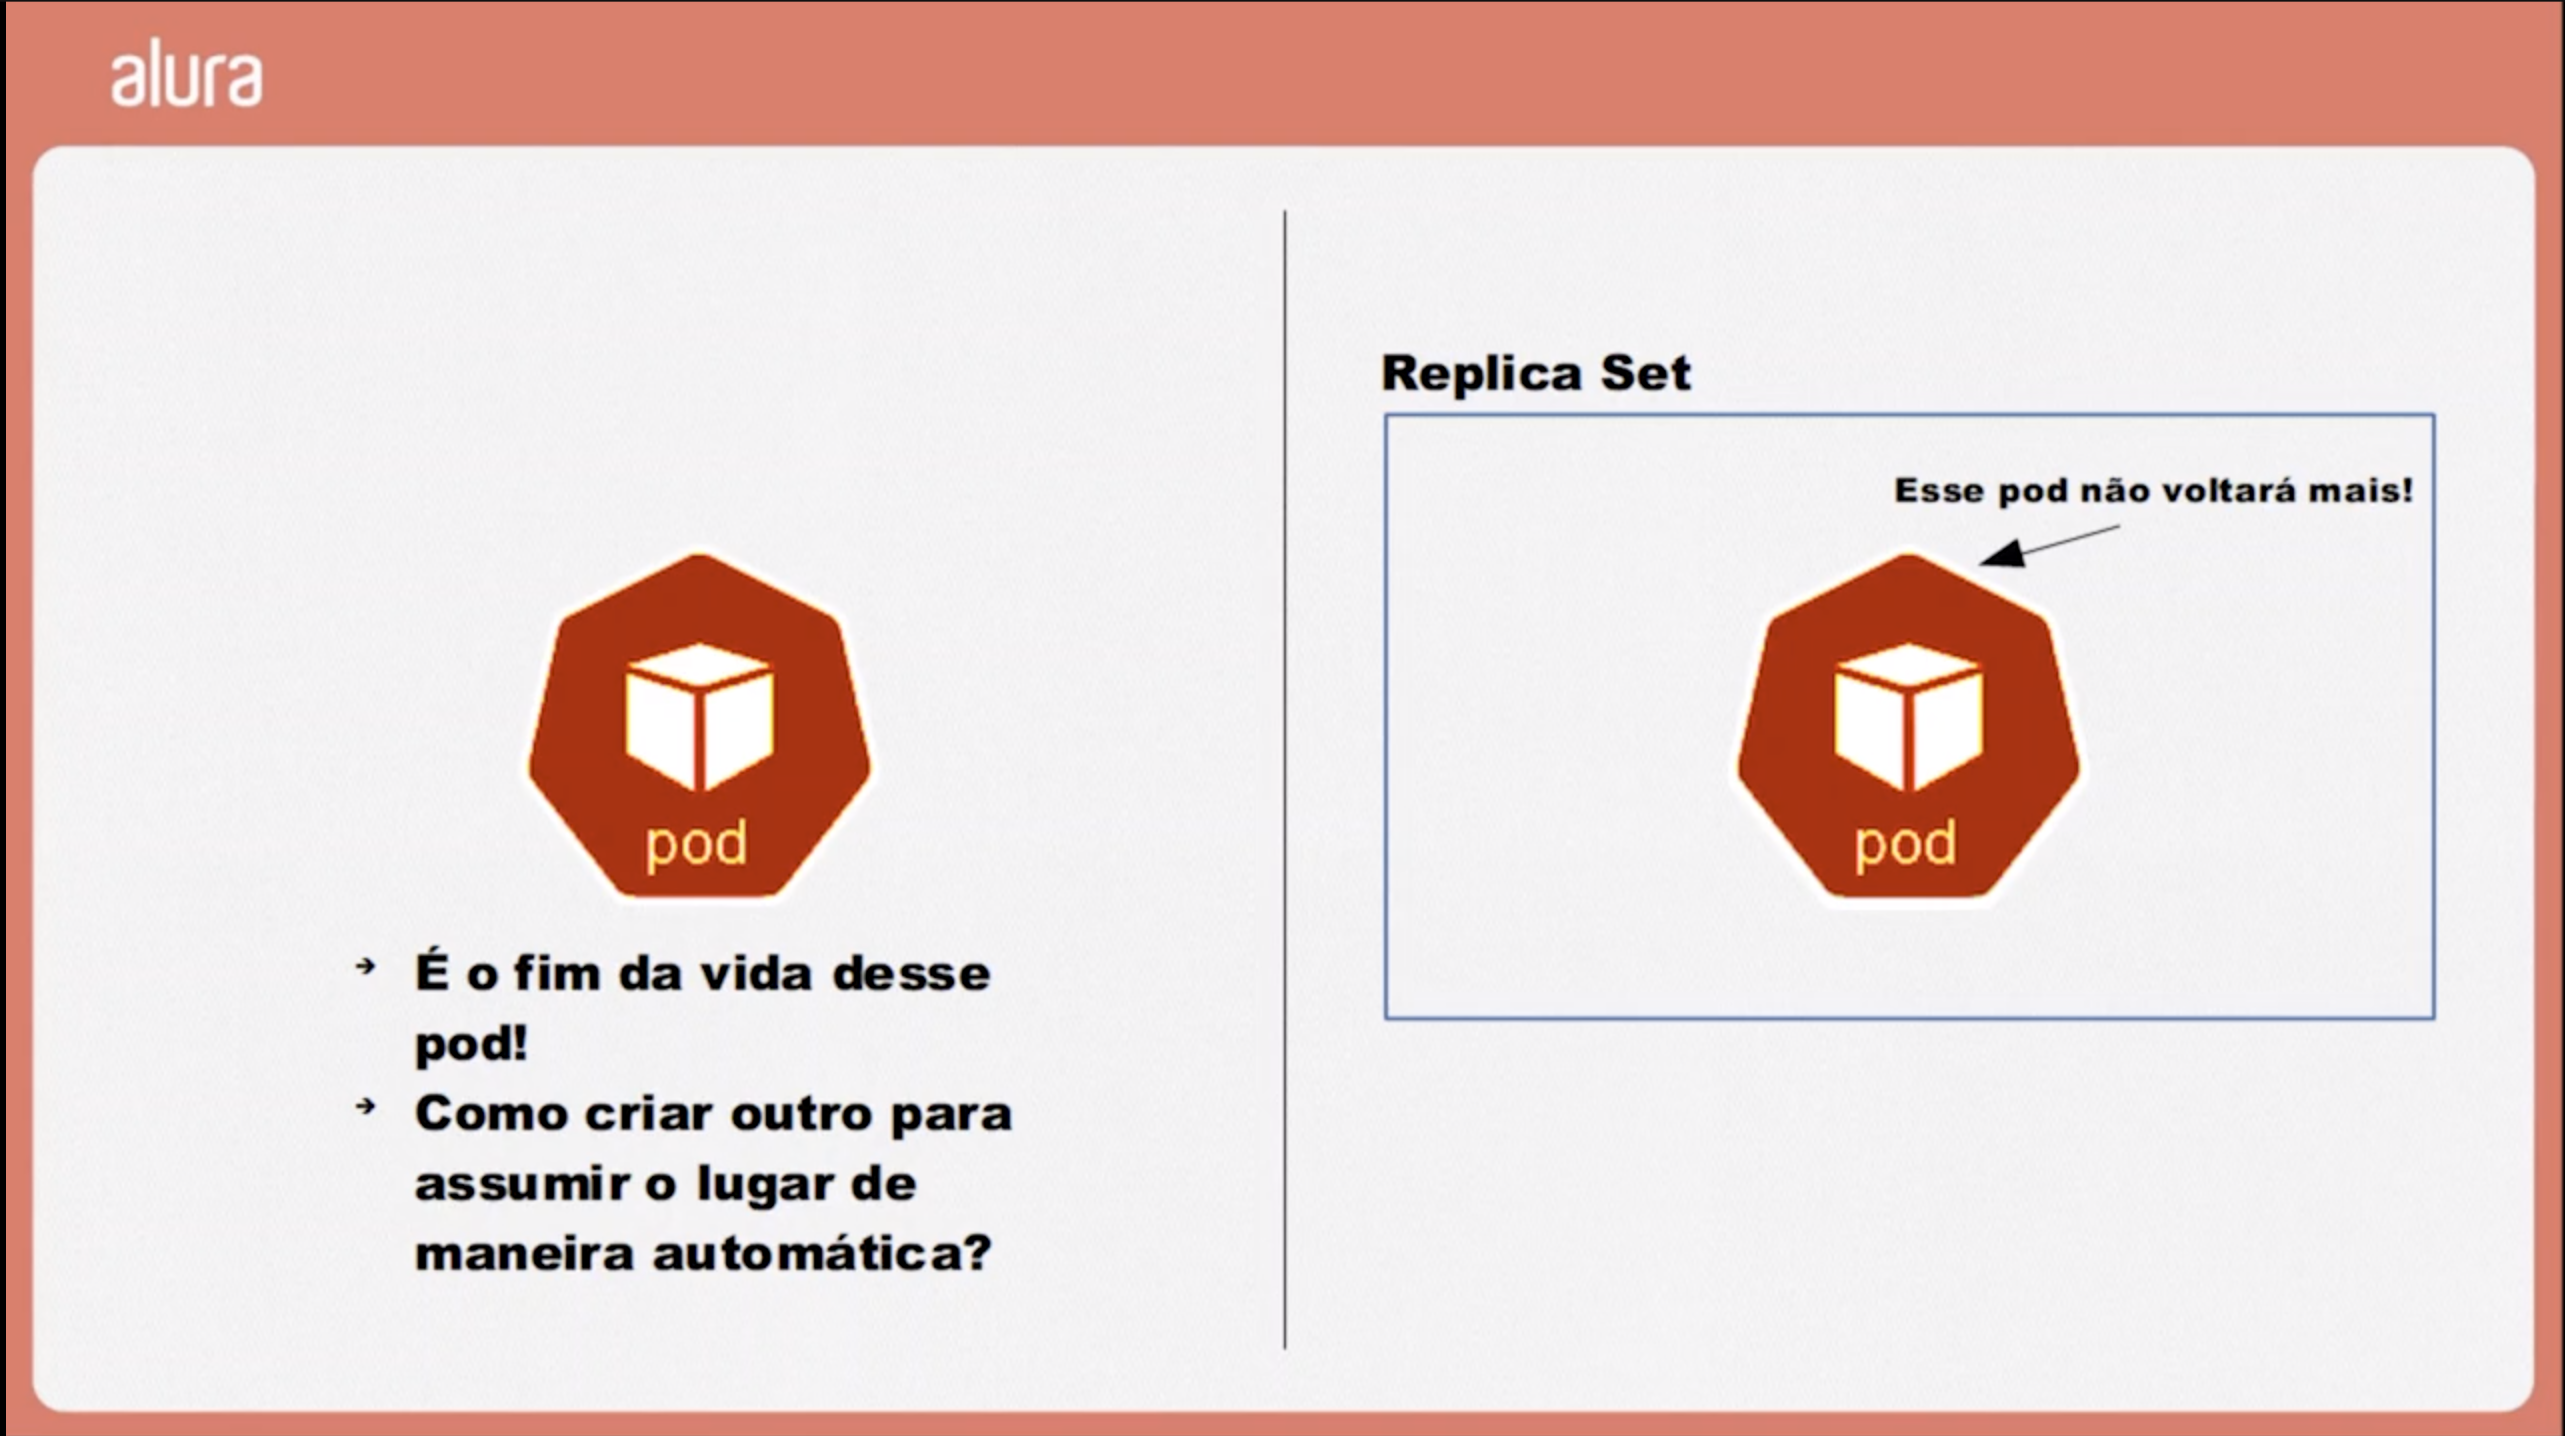 alura
pod
➔ É o fim da vida desse
pod!
➔ Como criar outro para
assumir o lugar de
maneira automática?
Replica Set
Esse pod não voltará mais!
pod